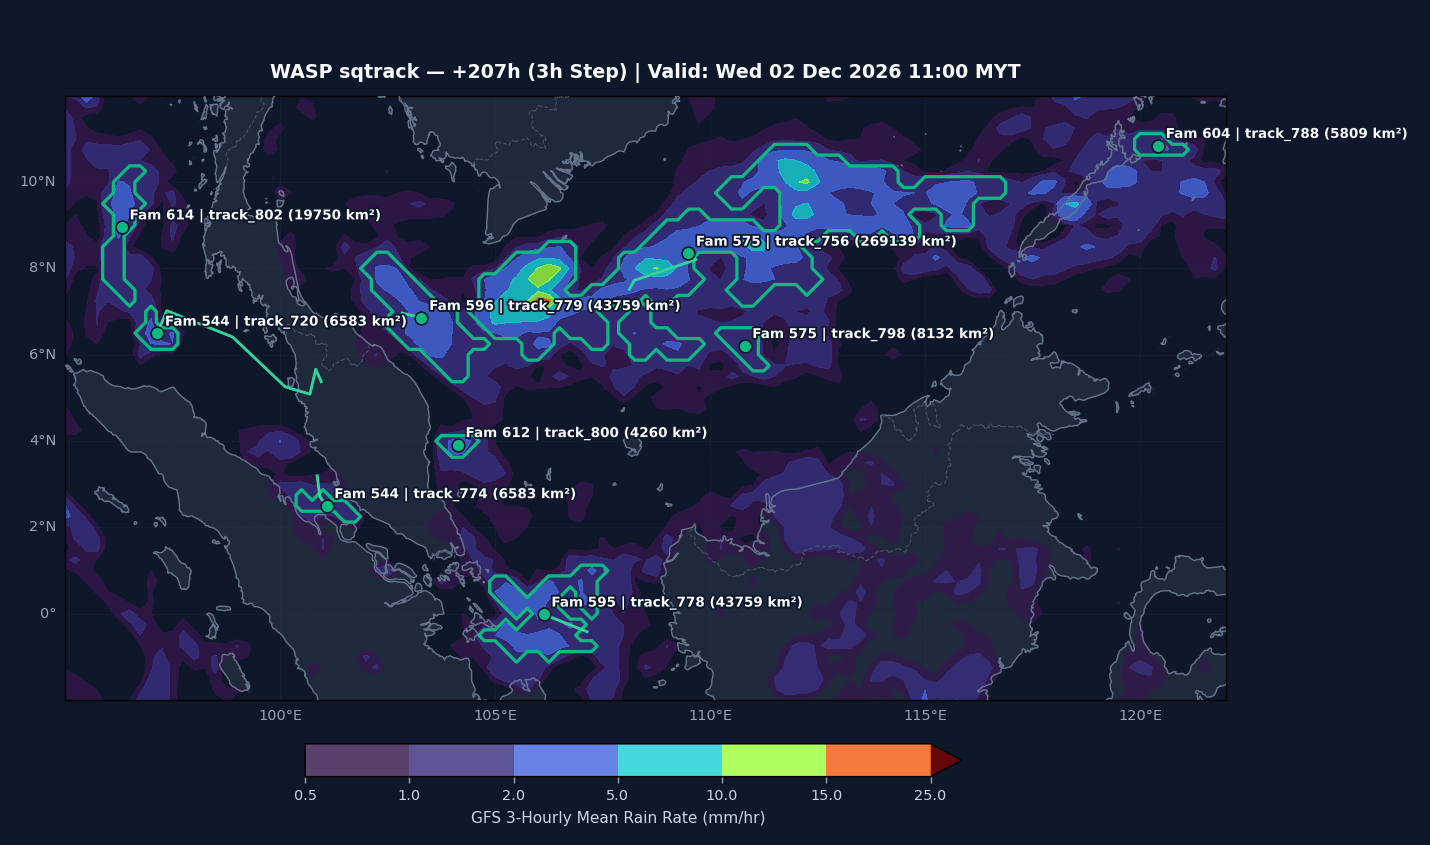 WASP sqtrack — +207h (3h Step) | Valid: Wed 02 Dec 2026 11:00 MYT
Fam 604 | track_788 (5809 km²)
10°N
Fam 614 | track_802 (19750 km²)
Fam 575 | track_756 (269139 km²)
8°N
Fam 596 | track_779 (43759 km²)
Fam 544 | track_720 (6583 km²)
Fam 575 | track_798 (8132 km²)
6°N
Fam 612 | track_800 (4260 km²)
4°N
Fam 544 | track_774 (6583 km²)
2°N
Fam 595 | track_778 (43759 km²)
0°
100°E 105°E 110°E 115°E 120°E
0.5 1.0 2.0 5.0 10.0 15.0 25.0
GFS 3-Hourly Mean Rain Rate (mm/hr)